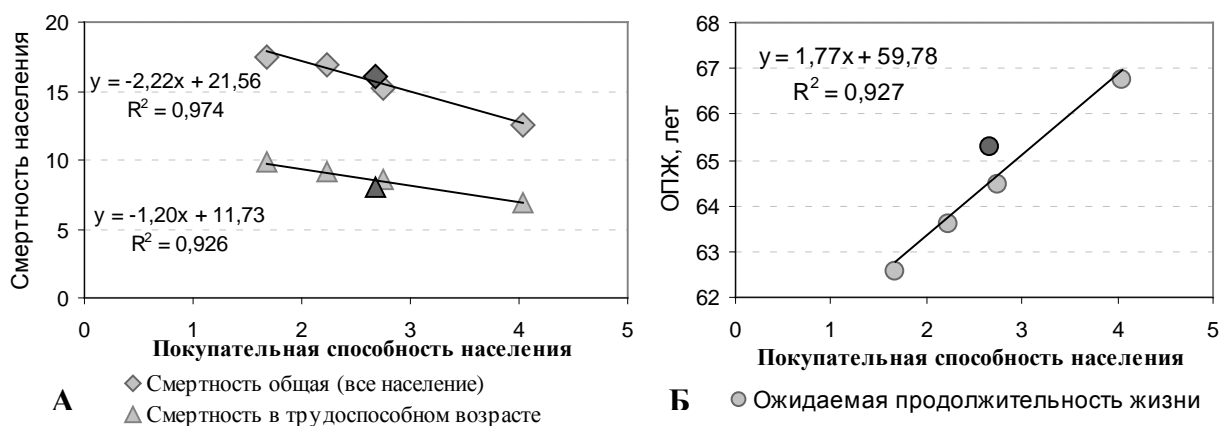 Смертность населения
20
15
10
5
0
y = -2,22x + 21,56
R² = 0,974
y = -1,20x + 11,73
R² = 0,926
0 1 2 3 4 5
Покупательная способность населения
Смертность общая (все население)
А Смертность в трудоспособном возрасте
ОПЖ, лет
68
67
66
65
64
63
62
y = 1,77x + 59,78
R² = 0,927
0 1 2 3 4 5
Покупательная способность населения
Б Ожидаемая продолжительность жизни